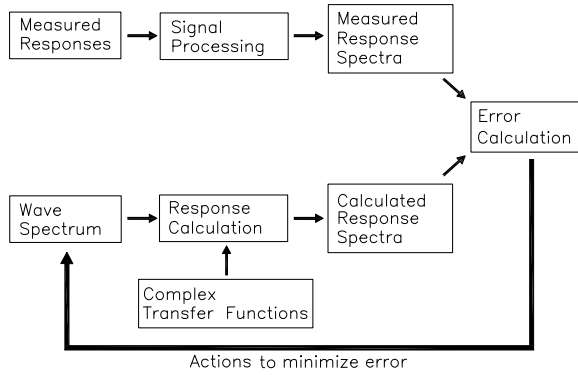 Measured
Responses
Signal
Processing
Measured
Response
Spectra
Error
Calculation
Wave
Spectrum
Response
Calculation
Calculated
Response
Spectra
Complex
Transfer Functions
Actions to minimize error